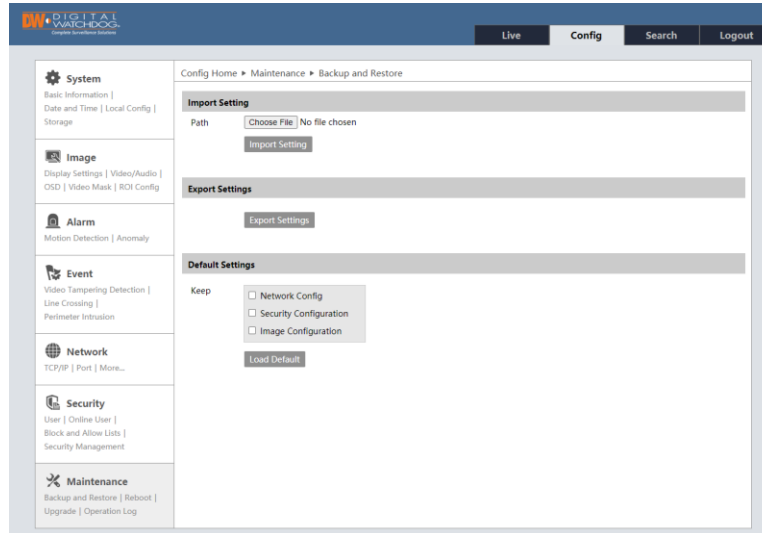 DW DIGITAL
WATCHDOG
Complete Surveillance Solutions
Live Config Search Logout
System
Basic Information |
Date and Time | Local Config |
Storage
Image
Display Settings | Video/Audio |
OSD | Video Mask | ROI Config
Alarm
Motion Detection | Anomaly
Event
Video Tampering Detection |
Line Crossing |
Perimeter Intrusion
Network
TCP/IP | Port | More...
Security
User | Online User |
Block and Allow Lists |
Security Management
Maintenance
Backup and Restore | Reboot |
Upgrade | Operation Log
Config Home ▸ Maintenance ▸ Backup and Restore
Import Setting
Path Choose File No file chosen
Import Setting
Export Settings
Export Settings
Default Settings
Keep Network Config
Security Configuration
Image Configuration
Load Default